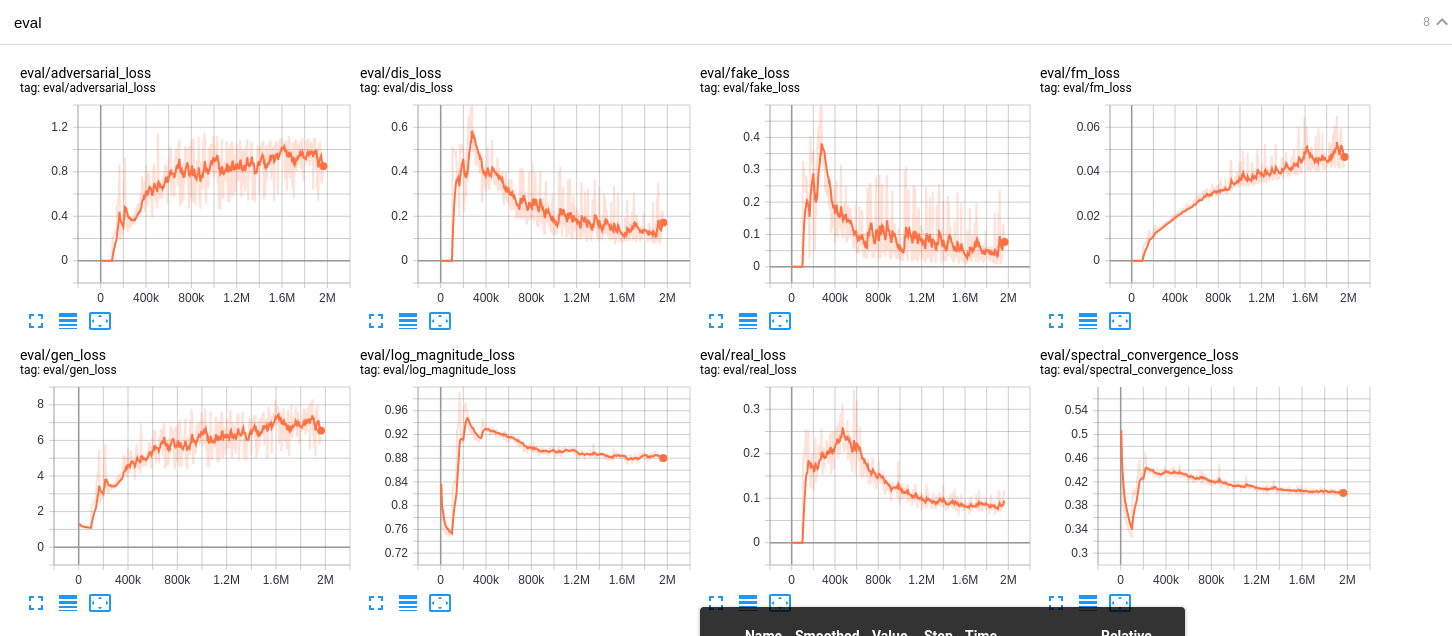 eval
8
eval/adversarial_loss
tag: eval/adversarial_loss
1.2
0.8
0.4
0
0 400k 800k 1.2M 1.6M 2M
eval/dis_loss
tag: eval/dis_loss
0.6
0.4
0.2
0
0 400k 800k 1.2M 1.6M 2M
eval/fake_loss
tag: eval/fake_loss
0.4
0.3
0.2
0.1
0
0 400k 800k 1.2M 1.6M 2M
eval/fm_loss
tag: eval/fm_loss
0.06
0.04
0.02
0
0 400k 800k 1.2M 1.6M 2M
eval/gen_loss
tag: eval/gen_loss
8
6
4
2
0
0 400k 800k 1.2M 1.6M 2M
eval/log_magnitude_loss
tag: eval/log_magnitude_loss
0.96
0.92
0.88
0.84
0.8
0.76
0.72
0 400k 800k 1.2M 1.6M 2M
eval/real_loss
tag: eval/real_loss
0.3
0.2
0.1
0
0 400k 800k 1.2M 1.6M 2M
eval/spectral_convergence_loss
tag: eval/spectral_convergence_loss
0.54
0.5
0.46
0.42
0.38
0.34
0.3
0 400k 800k 1.2M 1.6M 2M
Name Smoothed Value Step Time Relative